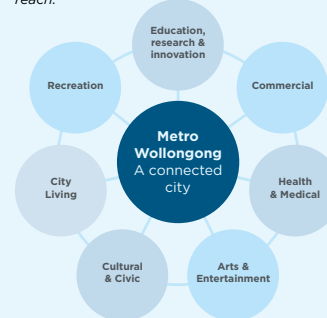 Reach.
Education,
research &
innovation
Recreation
Commercial
Metro
Wollongong
A connected
city
City
Living
Health
& Medical
Cultural
& Civic
Arts &
Entertainment